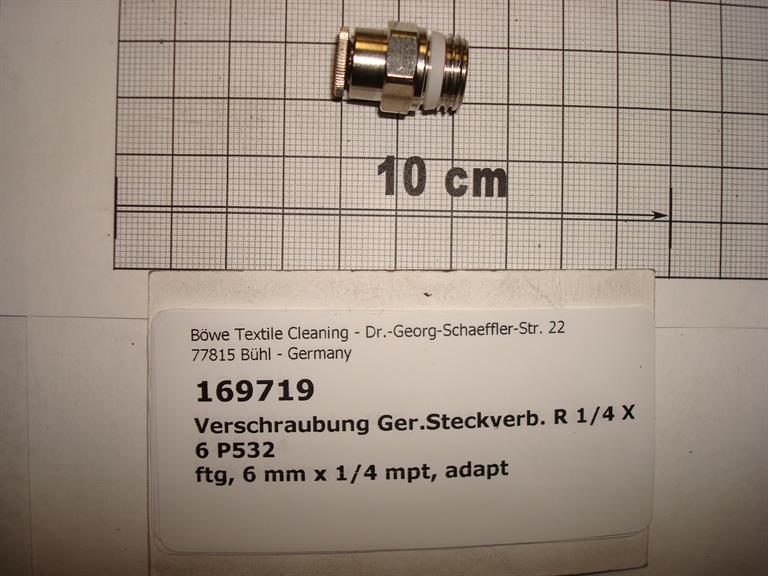 10 cm
Böwe Textile Cleaning - Dr.-Georg-Schaeffler-Str. 22
77815 Bühl - Germany
169719
Verschraubung Ger.Steckverb. R 1/4 X
6 P532
ftg, 6 mm x 1/4 mpt, adapt